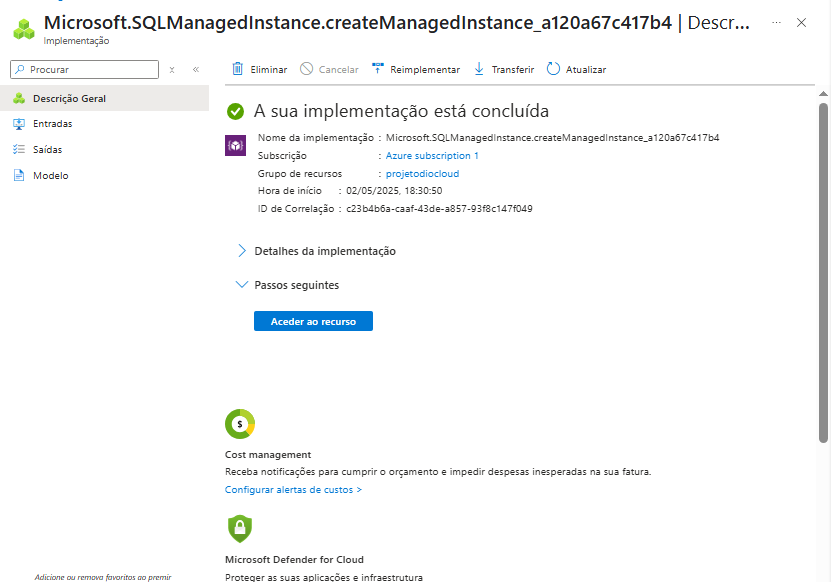 Microsoft.SQLManagedInstance.createManagedInstance_a120a67c417b4 | Descr...
Implementação
Procurar
Eliminar
Cancelar
Reimplementar
Transferir
Atualizar
Descrição Geral
Entradas
Saídas
Modelo
A sua implementação está concluída
Nome da implementação : Microsoft.SQLManagedInstance.createManagedInstance_a120a67c417b4
Subscrição : Azure subscription 1
Grupo de recursos : projetodiocloud
Hora de início : 02/05/2025, 18:30:50
ID de Correlação : c23b4b6a-caaf-43de-a857-93f8c147f049
Detalhes da implementação
Passos seguintes
Aceder ao recurso
$
Cost management
Receba notificações para cumprir o orçamento e impedir despesas inesperadas na sua fatura.
Configurar alertas de custos >
Microsoft Defender for Cloud
Proteger as suas aplicações e infraestrutura
Adicione ou remova favoritos ao premir